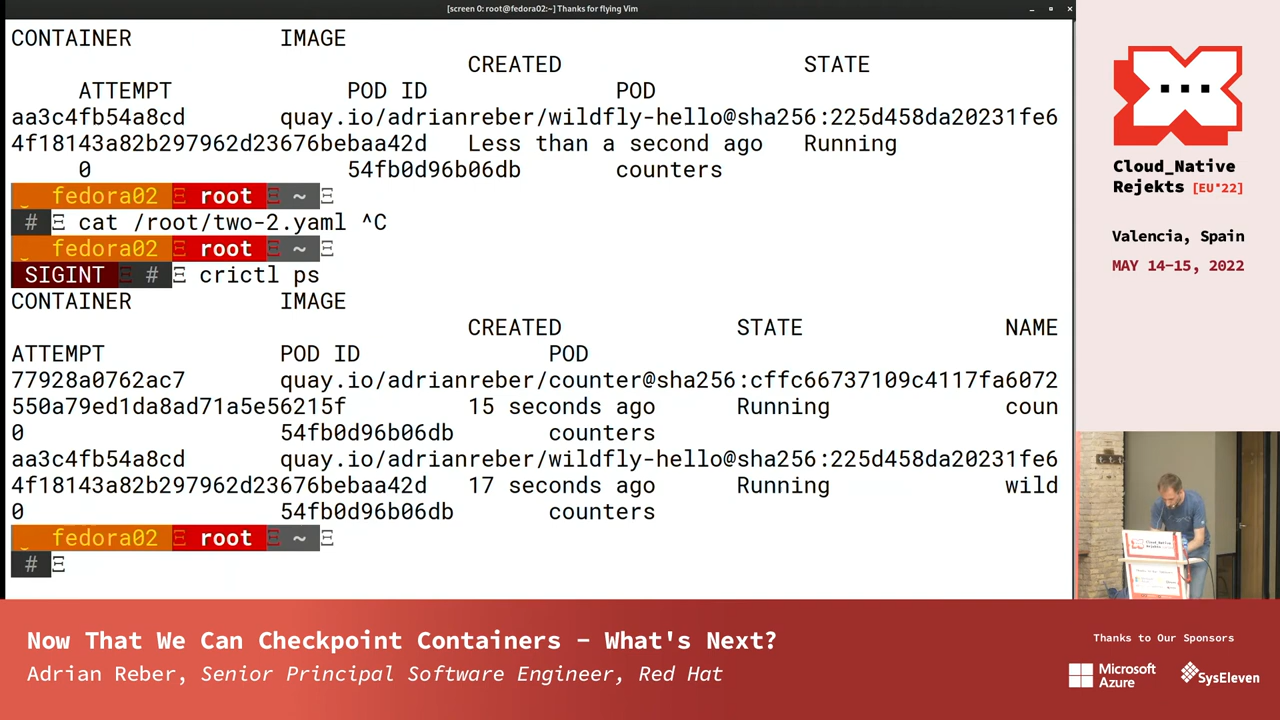 [screen 0: root@fedora02:~] Thanks for flying Vim
CONTAINER IMAGE
CREATED STATE
ATTEMPT POD ID POD
aa3c4fb54a8cd quay.io/adrianreber/wildfly-hello@sha256:225d458da20231fe6
4f18143a82b297962d23676bebaa42d Less than a second ago Running
0 54fb0d96b06db counters
fedora02 Ξ root Ξ ~ Ξ
# Ξ cat /root/two-2.yaml ^C
fedora02 Ξ root Ξ ~ Ξ
SIGINT Ξ # Ξ crictl ps
CONTAINER IMAGE
CREATED STATE NAME
ATTEMPT POD ID POD
77928a0762ac7 quay.io/adrianreber/counter@sha256:cffc66737109c4117fa6072
550a79ed1da8ad71a5e56215f 15 seconds ago Running coun
0 54fb0d96b06db counters
aa3c4fb54a8cd quay.io/adrianreber/wildfly-hello@sha256:225d458da20231fe6
4f18143a82b297962d23676bebaa42d 17 seconds ago Running wild
0 54fb0d96b06db counters
fedora02 Ξ root Ξ ~ Ξ
# Ξ
Cloud_Native
Rejekts [EU*22]
Valencia, Spain
MAY 14-15, 2022
Cloud_Native
Now That We Can Checkpoint Containers - What's Next?
Adrian Reber, Senior Principal Software Engineer, Red Hat
Thanks to Our Sponsors
Microsoft
Azure
SysEleven